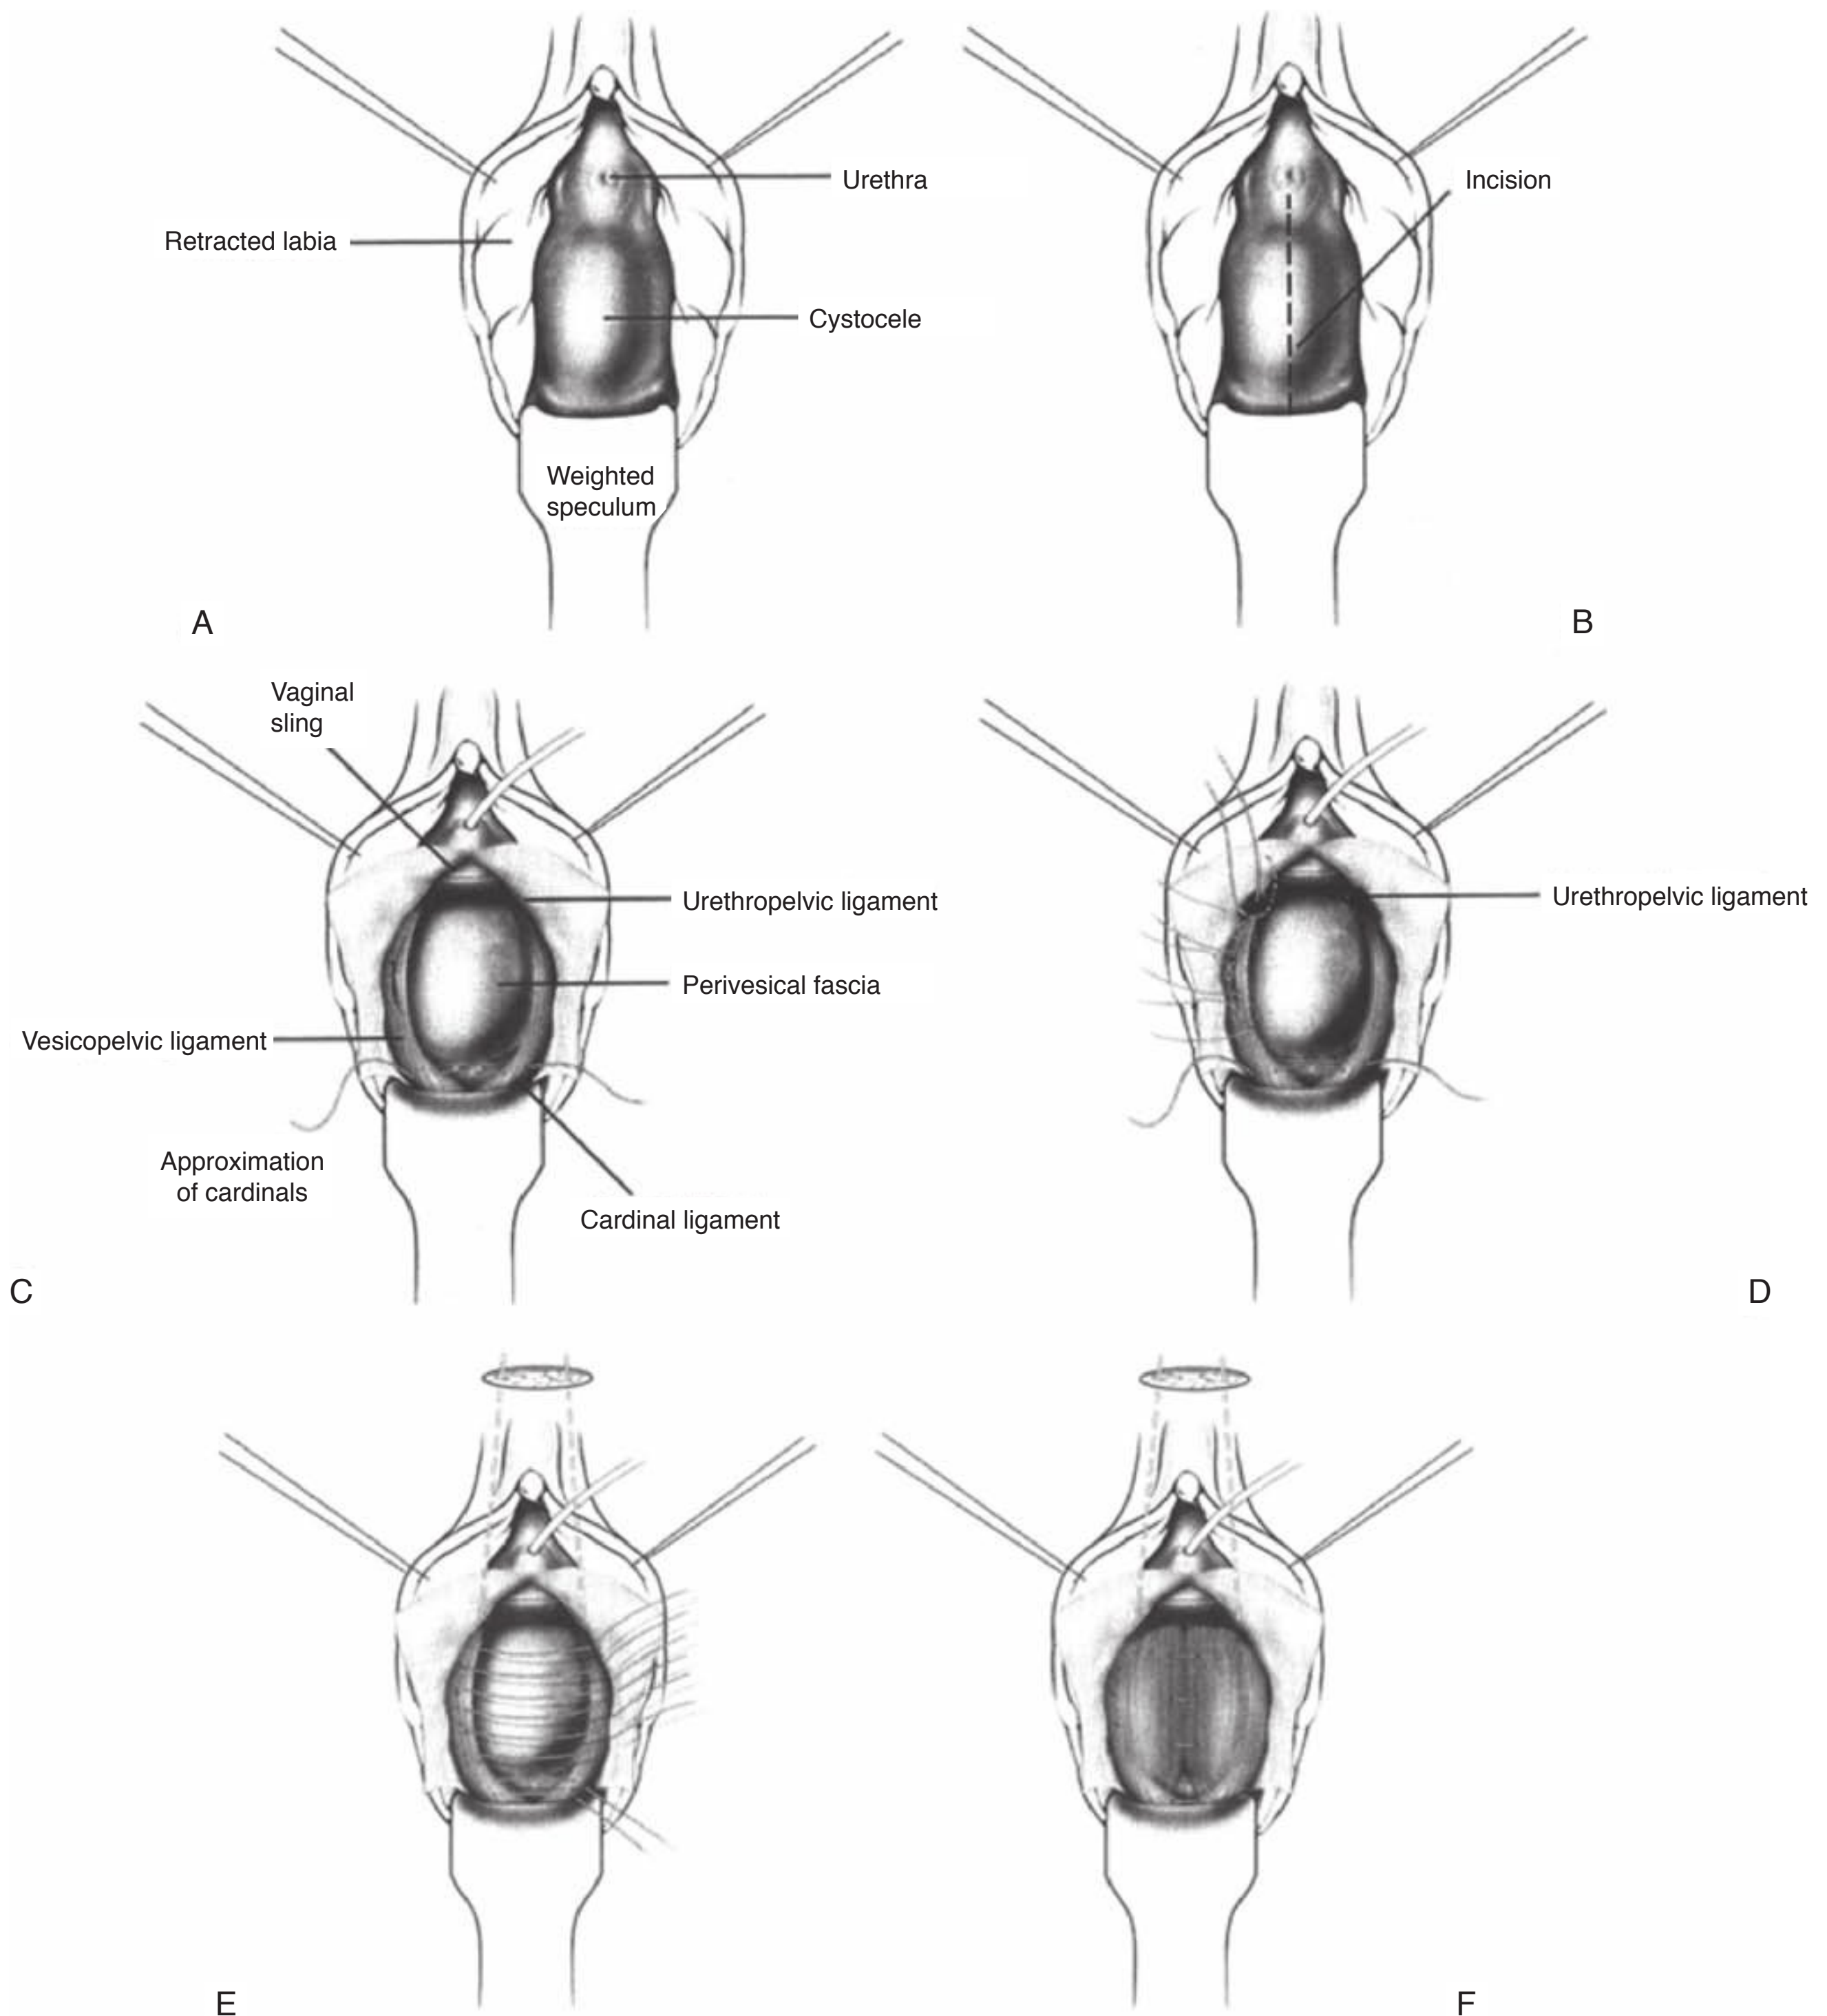 Urethra
Retracted labia
Cystocele
Weighted
speculum
A
Incision
B
Vaginal
sling
Urethropelvic ligament
Perivesical fascia
Vesicopelvic ligament
Approximation
of cardinals
Cardinal ligament
C
Urethropelvic ligament
D
E
F